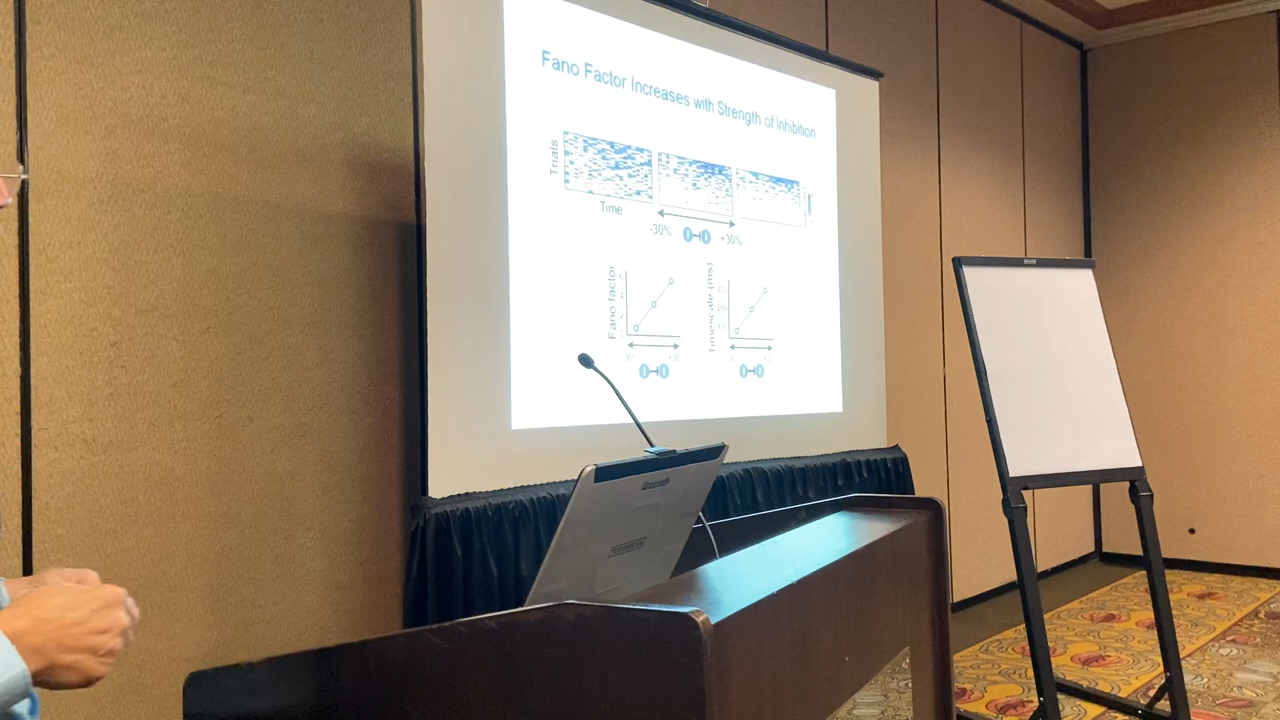 Fano Factor Increases with Strength of Inhibition
Trials
Time
-30%
+30%
Fano factor
Timescale (ms)